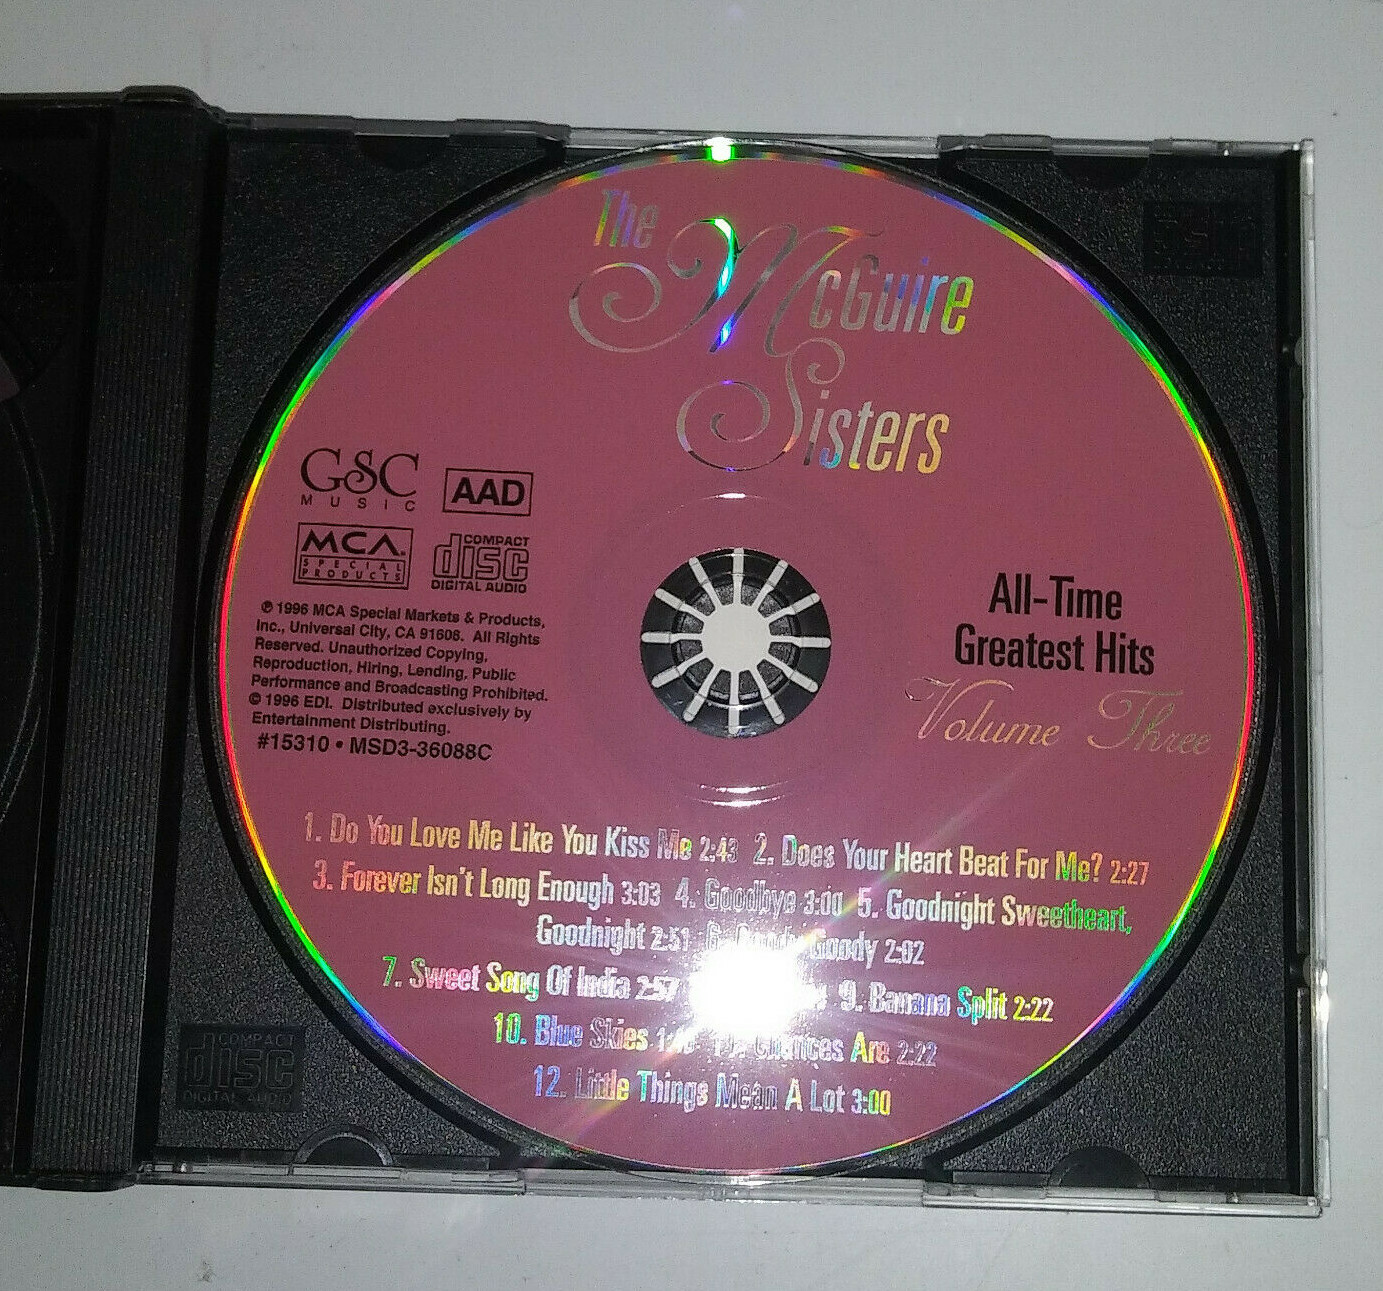 The
McGuire
Sisters
GSC
MUSIC
AAD
MCA
SPECIAL
PRODUCTS
COMPACT
disc
DIGITAL AUDIO
℗ 1996 MCA Special Markets & Products,
Inc., Universal City, CA 91608. All Rights
Reserved. Unauthorized Copying,
Reproduction, Hiring, Lending, Public
Performance and Broadcasting Prohibited.
© 1996 EDI. Distributed exclusively by
Entertainment Distributing.
#15310 • MSD3-36088C
All-Time
Greatest Hits
Volume Three
1. Do You Love Me Like You Kiss Me 2:43 2. Does Your Heart Beat For Me? 2:27
3. Forever Isn't Long Enough 3:03 4. Goodbye 3:00 5. Goodnight Sweetheart,
Goodnight 2:51 6. Goody Goody 2:02
7. Sweet Song Of India 2:57 9. Banana Split 2:22
10. Blue Skies Chances Are 2:22
12. Little Things Mean A Lot 3:00
COMPACT
disc
DIGITAL AUDIO